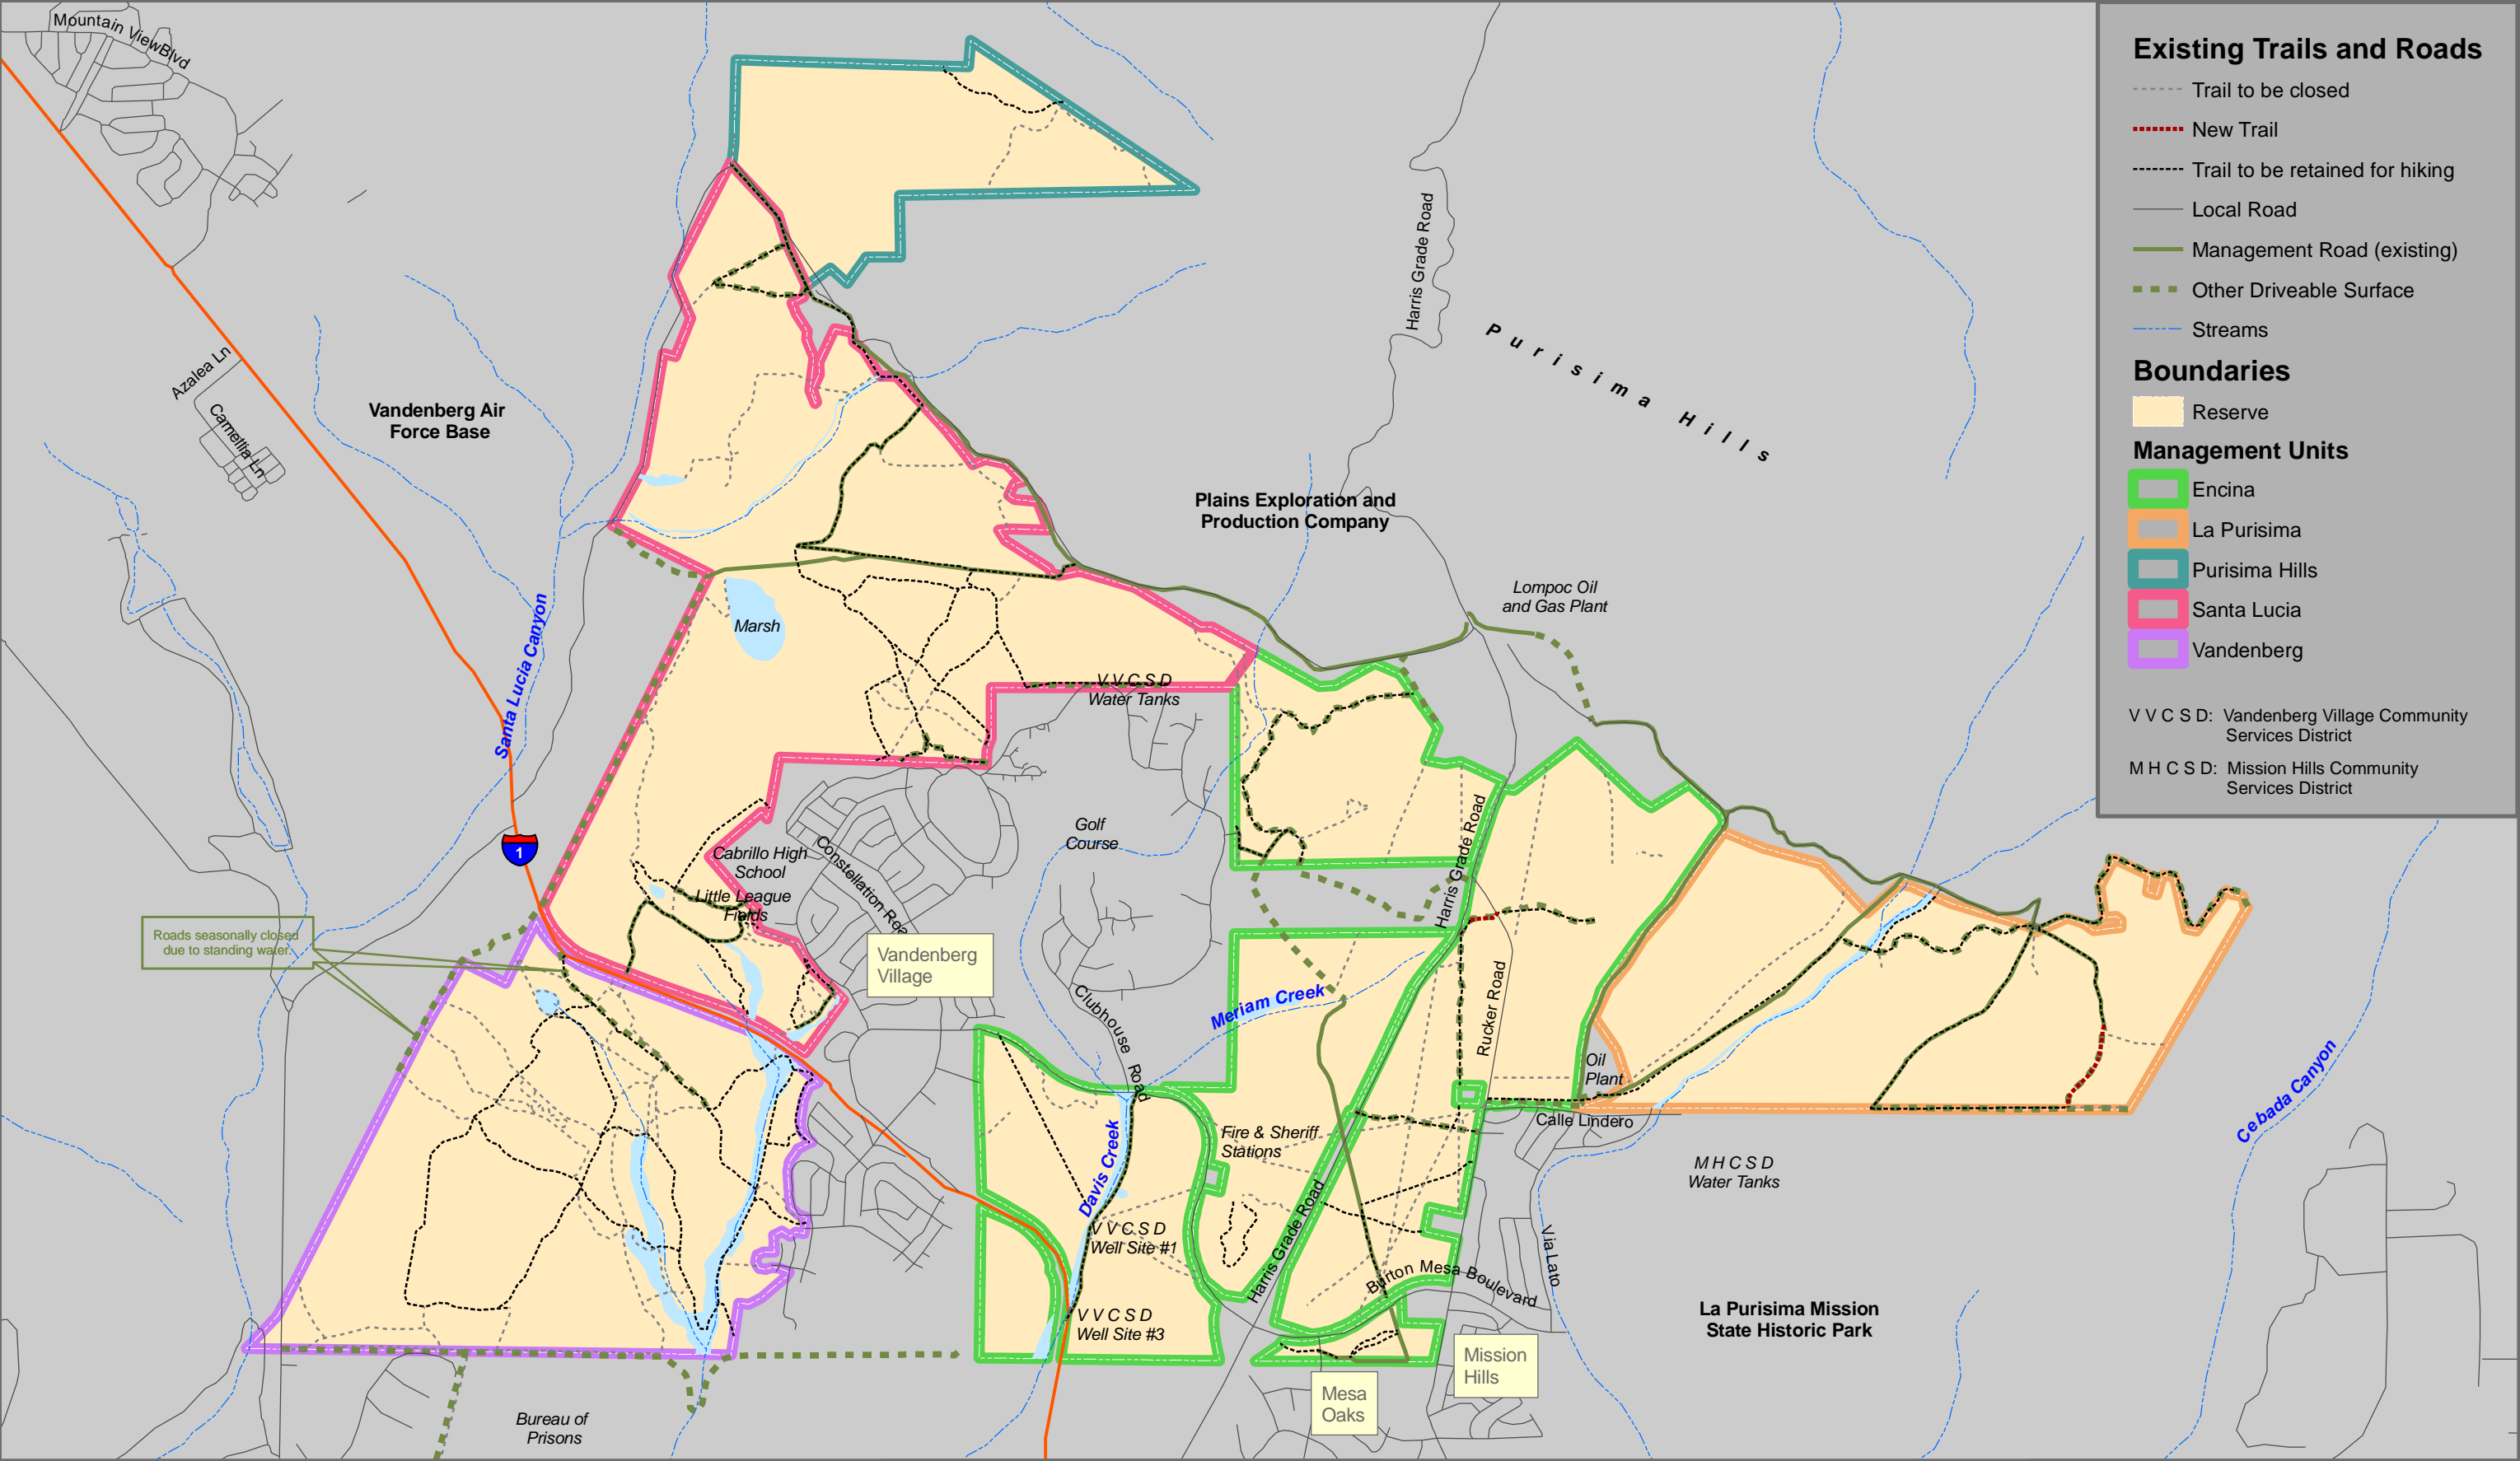 Mountain ViewBlvd
Azalea Ln
Camellia Ln
Vandenberg Air
Force Base
Santa Lucia Canyon
1
Roads seasonally closed
due to standing water.
Marsh
Cabrillo High
School
Little League
Fields
Constellation Roa
Vandenberg
Village
V V C S D
Water Tanks
Golf
Course
Clubhouse Road
Meriam Creek
Davis Creek
Fire & Sheriff
Stations
V V C S D
Well Site #1
V V C S D
Well Site #3
Bureau of
Prisons
Harris Grade Road
Purisima Hills
Plains Exploration and
Production Company
Lompoc Oil
and Gas Plant
Harris Grade Road
Rucker Road
Oil
Plant
Calle Lindero
M H C S D
Water Tanks
Harris Grade Road
Burton Mesa Boulevard
Via Lato
Mission
Hills
Mesa
Oaks
La Purisima Mission
State Historic Park
Cebada Canyon
Existing Trails and Roads
Trail to be closed
New Trail
Trail to be retained for hiking
Local Road
Management Road (existing)
Other Driveable Surface
Streams
Boundaries
Reserve
Management Units
Encina
La Purisima
Purisima Hills
Santa Lucia
Vandenberg
V V C S D: Vandenberg Village Community
Services District
M H C S D: Mission Hills Community
Services District